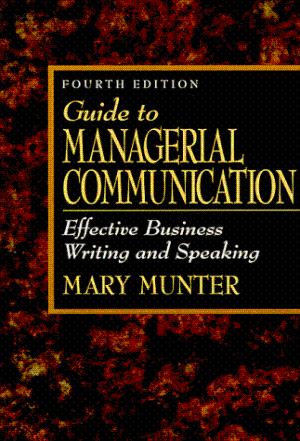 FOURTH EDITION
Guide to
MANAGERIAL
COMMUNICATION
Effective Business
Writing and Speaking
MARY MUNTER